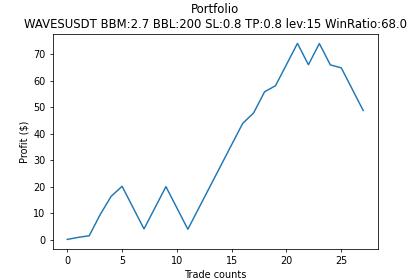 Portfolio
WAVESUSDT BBM:2.7 BBL:200 SL:0.8 TP:0.8 lev:15 WinRatio:68.0
70
60
50
40
30
20
10
0
Profit ($)
0 5 10 15 20 25
Trade counts